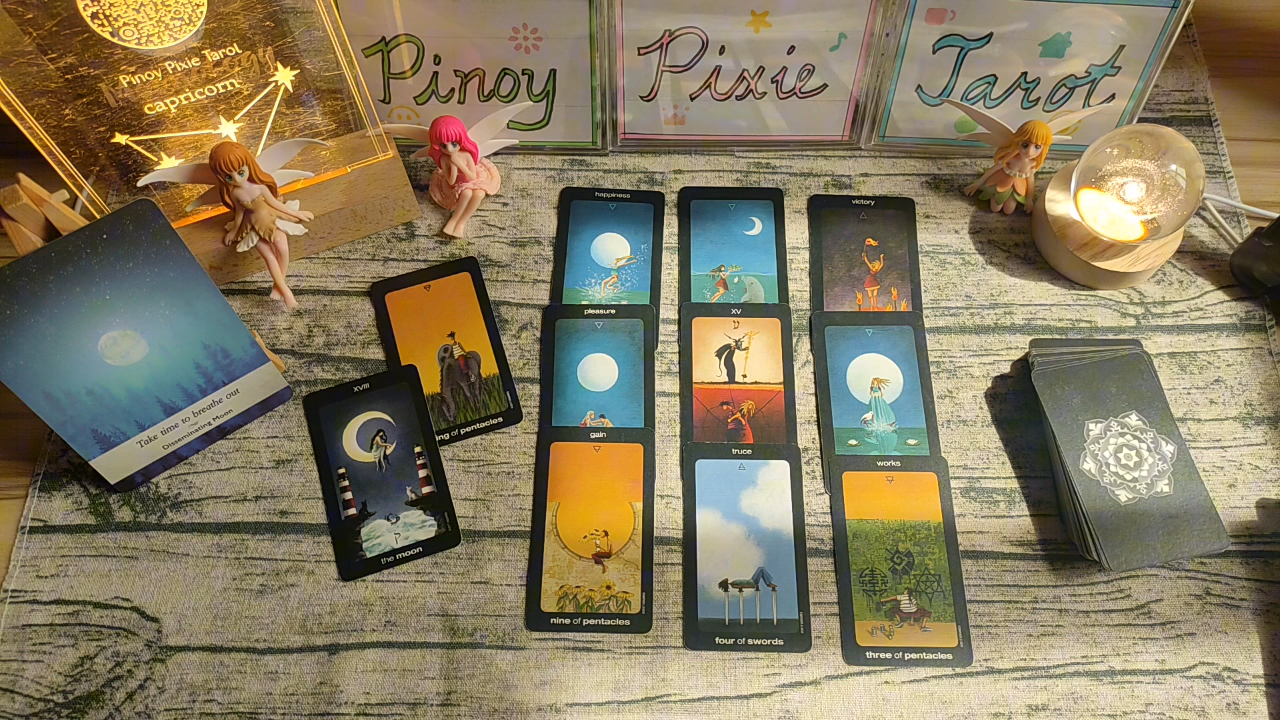 Pinoy Pixie Tarot
capricorn
Pinoy
Pixie
Tarot
Take time to breathe out
Disseminating Moon
ng of pentacles
XVIII
the moon
happiness
victory
pleasure
XV
gain
truce
works
nine of pentacles
four of swords
three of pentacles